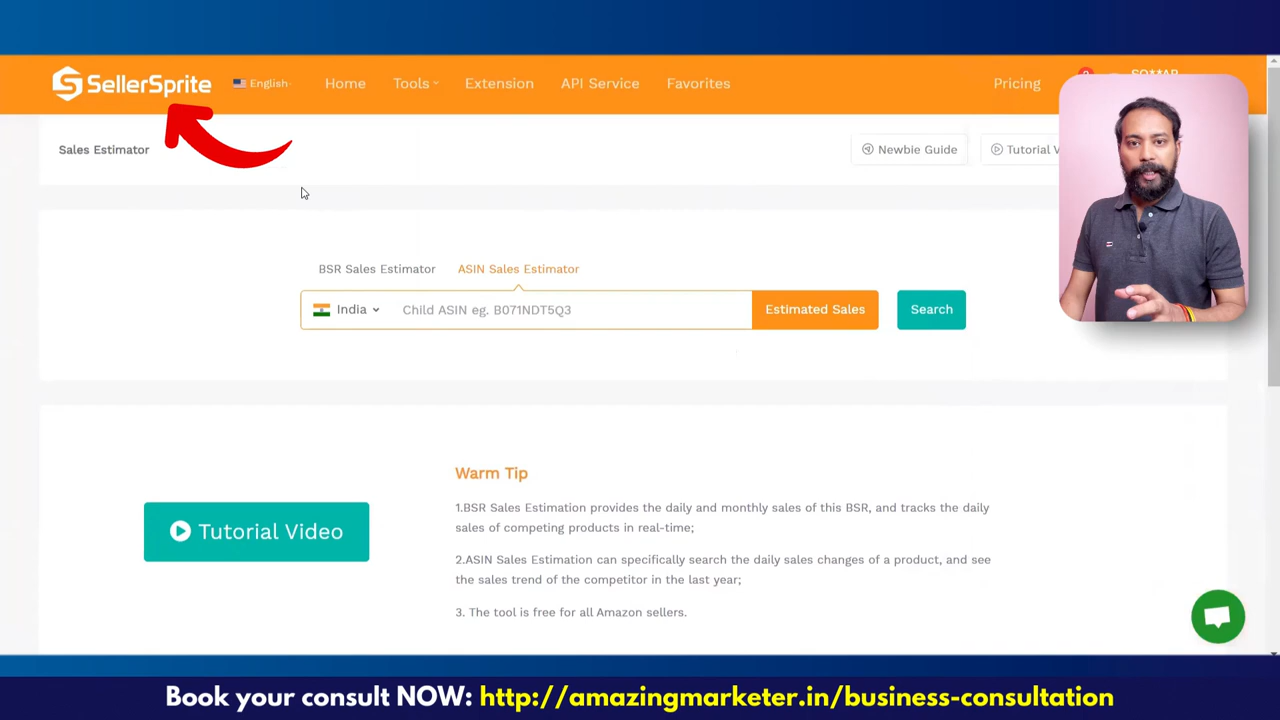 SellerSprite
English
Home
Tools
Extension
API Service
Favorites
Pricing
Sales Estimator
Newbie Guide
Tutorial V
BSR Sales Estimator
ASIN Sales Estimator
India
Child ASIN eg. B071NDT5Q3
Estimated Sales
Search
Tutorial Video
Warm Tip
1.BSR Sales Estimation provides the daily and monthly sales of this BSR, and tracks the daily
sales of competing products in real-time;
2.ASIN Sales Estimation can specifically search the daily sales changes of a product, and see
the sales trend of the competitor in the last year;
3. The tool is free for all Amazon sellers.
Book your consult NOW: http://amazingmarketer.in/business-consultation